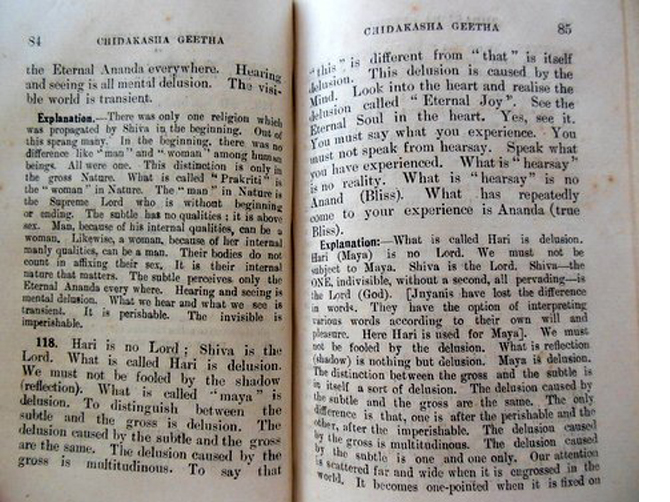 84 CHIDAKASHA GEETHA
the Eternal Ananda everywhere. Hearing
and seeing is all mental delusion. The visi-
ble world is transient.
Explanation.—There was only one religion which
was propagated by Shiva in the beginning. Out of
this sprang many. In the beginning, there was no
difference like "man" and "woman" among human
beings. All were one. This distinction is only in
the gross Nature. What is called "Prakriti" is
the "woman" in Nature. The "man" in Nature is
the Supreme Lord who is without beginning
or ending. The subtle has no qualities; it is above
sex. Man, because of his internal qualities, can be a
woman. Likewise, a woman, because of her internal
manly qualities, can be a man. Their bodies do not
count in affixing their sex. It is their internal
nature that matters. The subtle perceives only the
Eternal Ananda every where. Hearing and seeing is
mental delusion. What we hear and what we see is
transient. It is perishable. The invisible is
imperishable.
118. Hari is no Lord; Shiva is the
Lord. What is called Hari is delusion.
We must not be fooled by the shadow
(reflection). What is called "maya" is
delusion. To distinguish between the
subtle and the gross is delusion. The
delusion caused by the subtle and the gross
are the same. The delusion caused by the
gross is multitudinous. To say that
CHIDAKASHA GEETHA 85
"this" is different from "that" is itself
delusion. This delusion is caused by the
Mind. Look into the heart and realise the
delusion called "Eternal Joy". See the
Eternal Soul in the heart. Yes, see it.
You must say what you experience. You
must not speak from hearsay. Speak what
you have experienced. What is "hearsay"
is no reality. What is "hearsay" is no
Anand (Bliss). What has repeatedly
come to your experience is Ananda (true
Bliss).
Explanation:—What is called Hari is delusion.
Hari (Maya) is no Lord. We must not be
subject to Maya. Shiva is the Lord. Shiva—the
ONE, indivisible, without a second, all pervading—is
the Lord (God). [Jnyanis have lost the difference
in words. They have the option of interpreting
various words according to their own will and
pleasure. Here Hari is used for Maya]. We must
not be fooled by the delusion. What is reflection
(shadow) is nothing but delusion. Maya is delusion.
The distinction between the gross and the subtle is
in itself a sort of delusion. The delusion caused by
the subtle and the gross are the same. The only
difference is that, one is after the perishable and the
other, after the imperishable. The delusion caused
by the gross is multitudinous. The delusion caused
by the subtle is one and one only. Our attention
is scattered far and wide when it is engrossed in the
world. It becomes one-pointed when it is fixed on